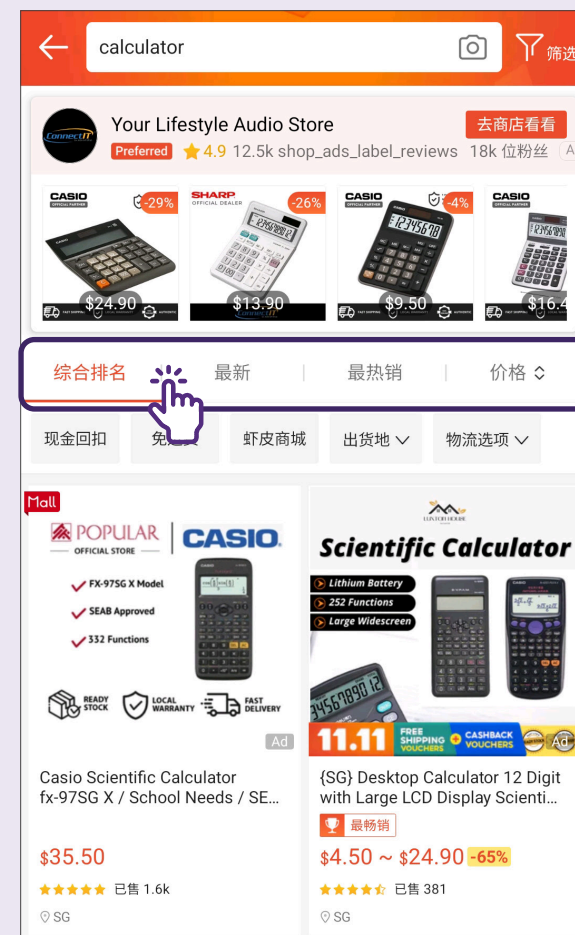 calculator
筛选
Your Lifestyle Audio Store
去商店看看
ConnectIT
Preferred 4.9 12.5k shop_ads_label_reviews 18k 位粉丝
CASIO -29%
SHARP -26%
OFFICIAL DEALER
CASIO -4%
CASIO
$24.90
$13.90
$9.50
$16.4
综合排名 最新 最热销 价格
现金回扣 虾皮商城 出货地 物流选项
Mall
POPULAR CASIO
OFFICIAL STORE
FX-97SG X Model
SEAB Approved
332 Functions
READY STOCK
LOCAL WARRANTY
FAST DELIVERY
Ad
Casio Scientific Calculator
fx-97SG X / School Needs / SE...
$35.50
已售 1.6k
SG
Scientific Calculator
Lithium Battery
252 Functions
Large Widescreen
11.11
FREE SHIPPING VOUCHERS + CASHBACK VOUCHERS
Ad
{SG} Desktop Calculator 12 Digit
with Large LCD Display Scienti...
最畅销
$4.50 ~ $24.90 -65%
已售 381
SG